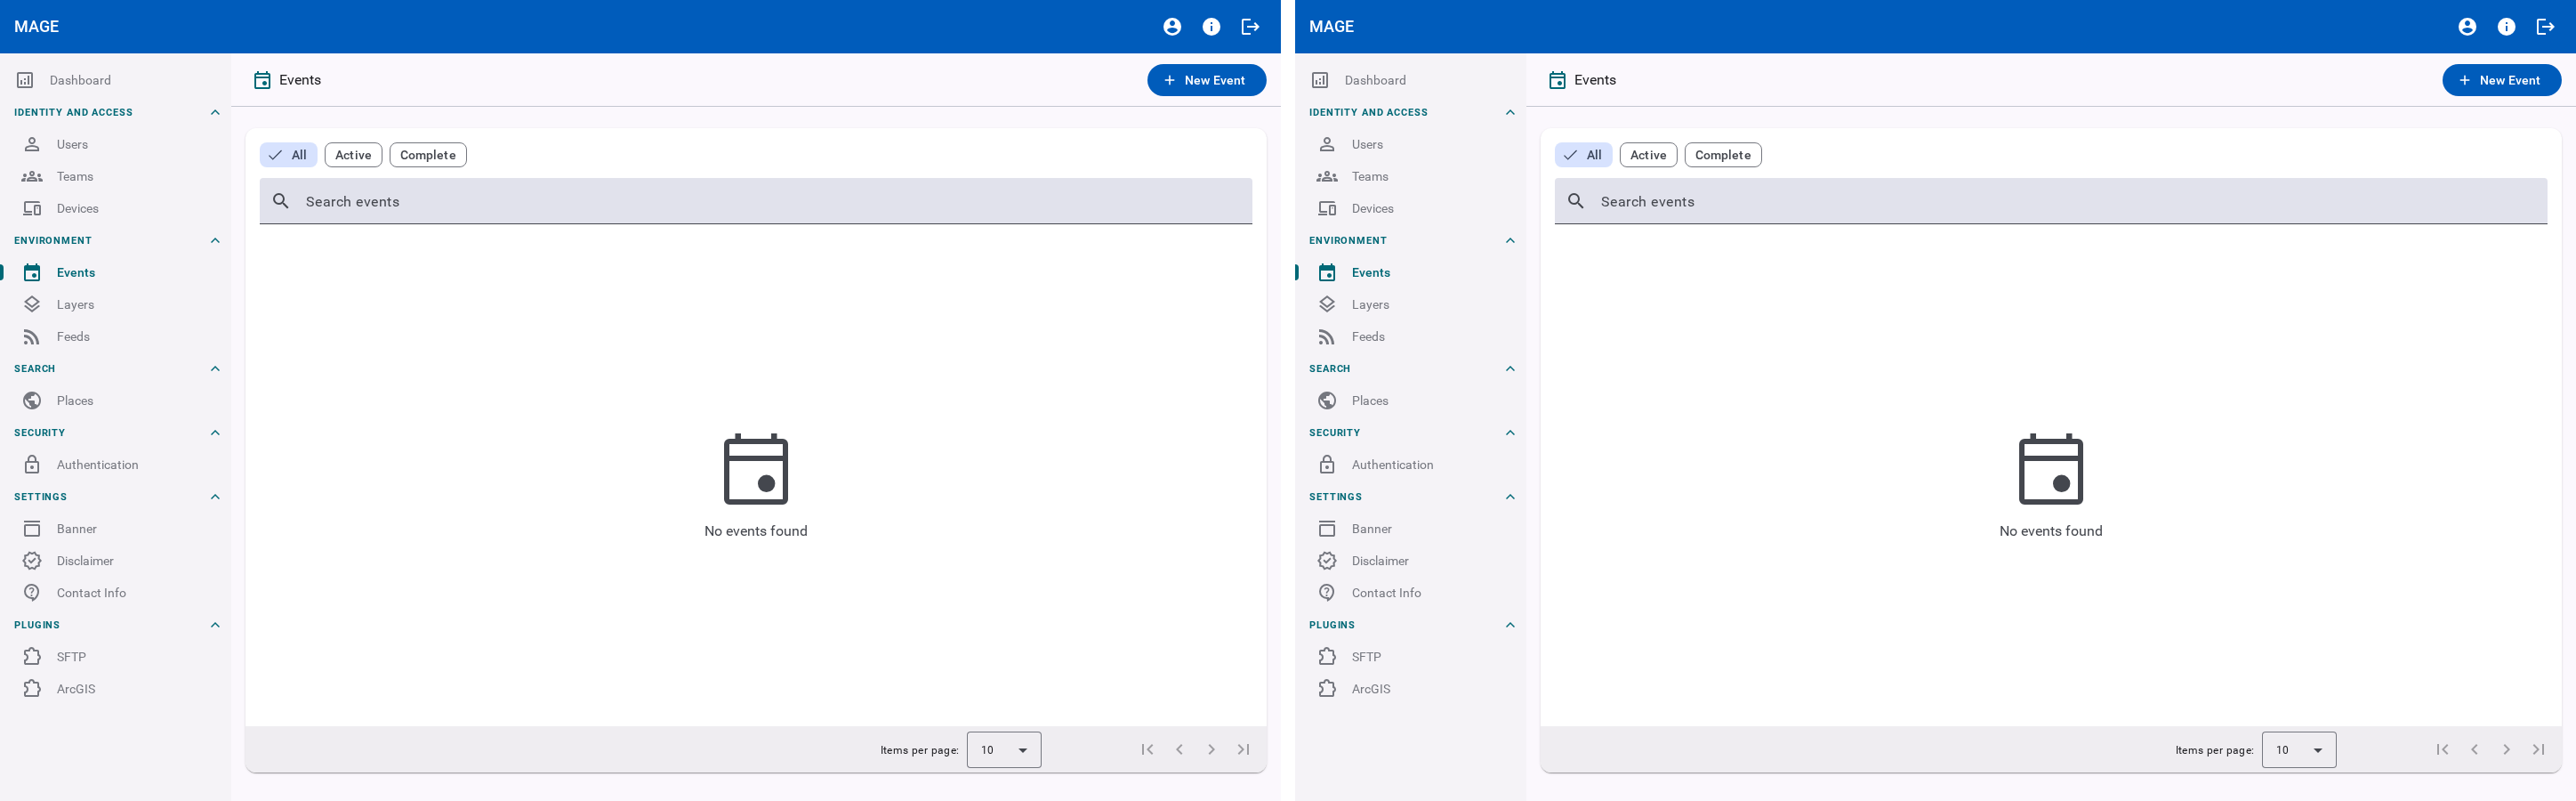 MAGE
Dashboard
IDENTITY AND ACCESS
Users
Teams
Devices
ENVIRONMENT
Events
Layers
Feeds
SEARCH
Places
SECURITY
Authentication
SETTINGS
Banner
Disclaimer
Contact Info
PLUGINS
SFTP
ArcGIS
Events
New Event
All Active Complete
Search events
No events found
Items per page: 10
MAGE
Dashboard
IDENTITY AND ACCESS
Users
Teams
Devices
ENVIRONMENT
Events
Layers
Feeds
SEARCH
Places
SECURITY
Authentication
SETTINGS
Banner
Disclaimer
Contact Info
PLUGINS
SFTP
ArcGIS
Events
New Event
All Active Complete
Search events
No events found
Items per page: 10